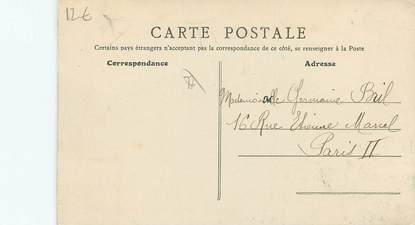 12€
CARTE POSTALE
Certains pays étrangers n'acceptant pas la correspondance de ce côté, se renseigner à la Poste
Correspondance
Adresse
Mademoiselle Germaine Bril
16 Rue Etienne Marcel
Paris II